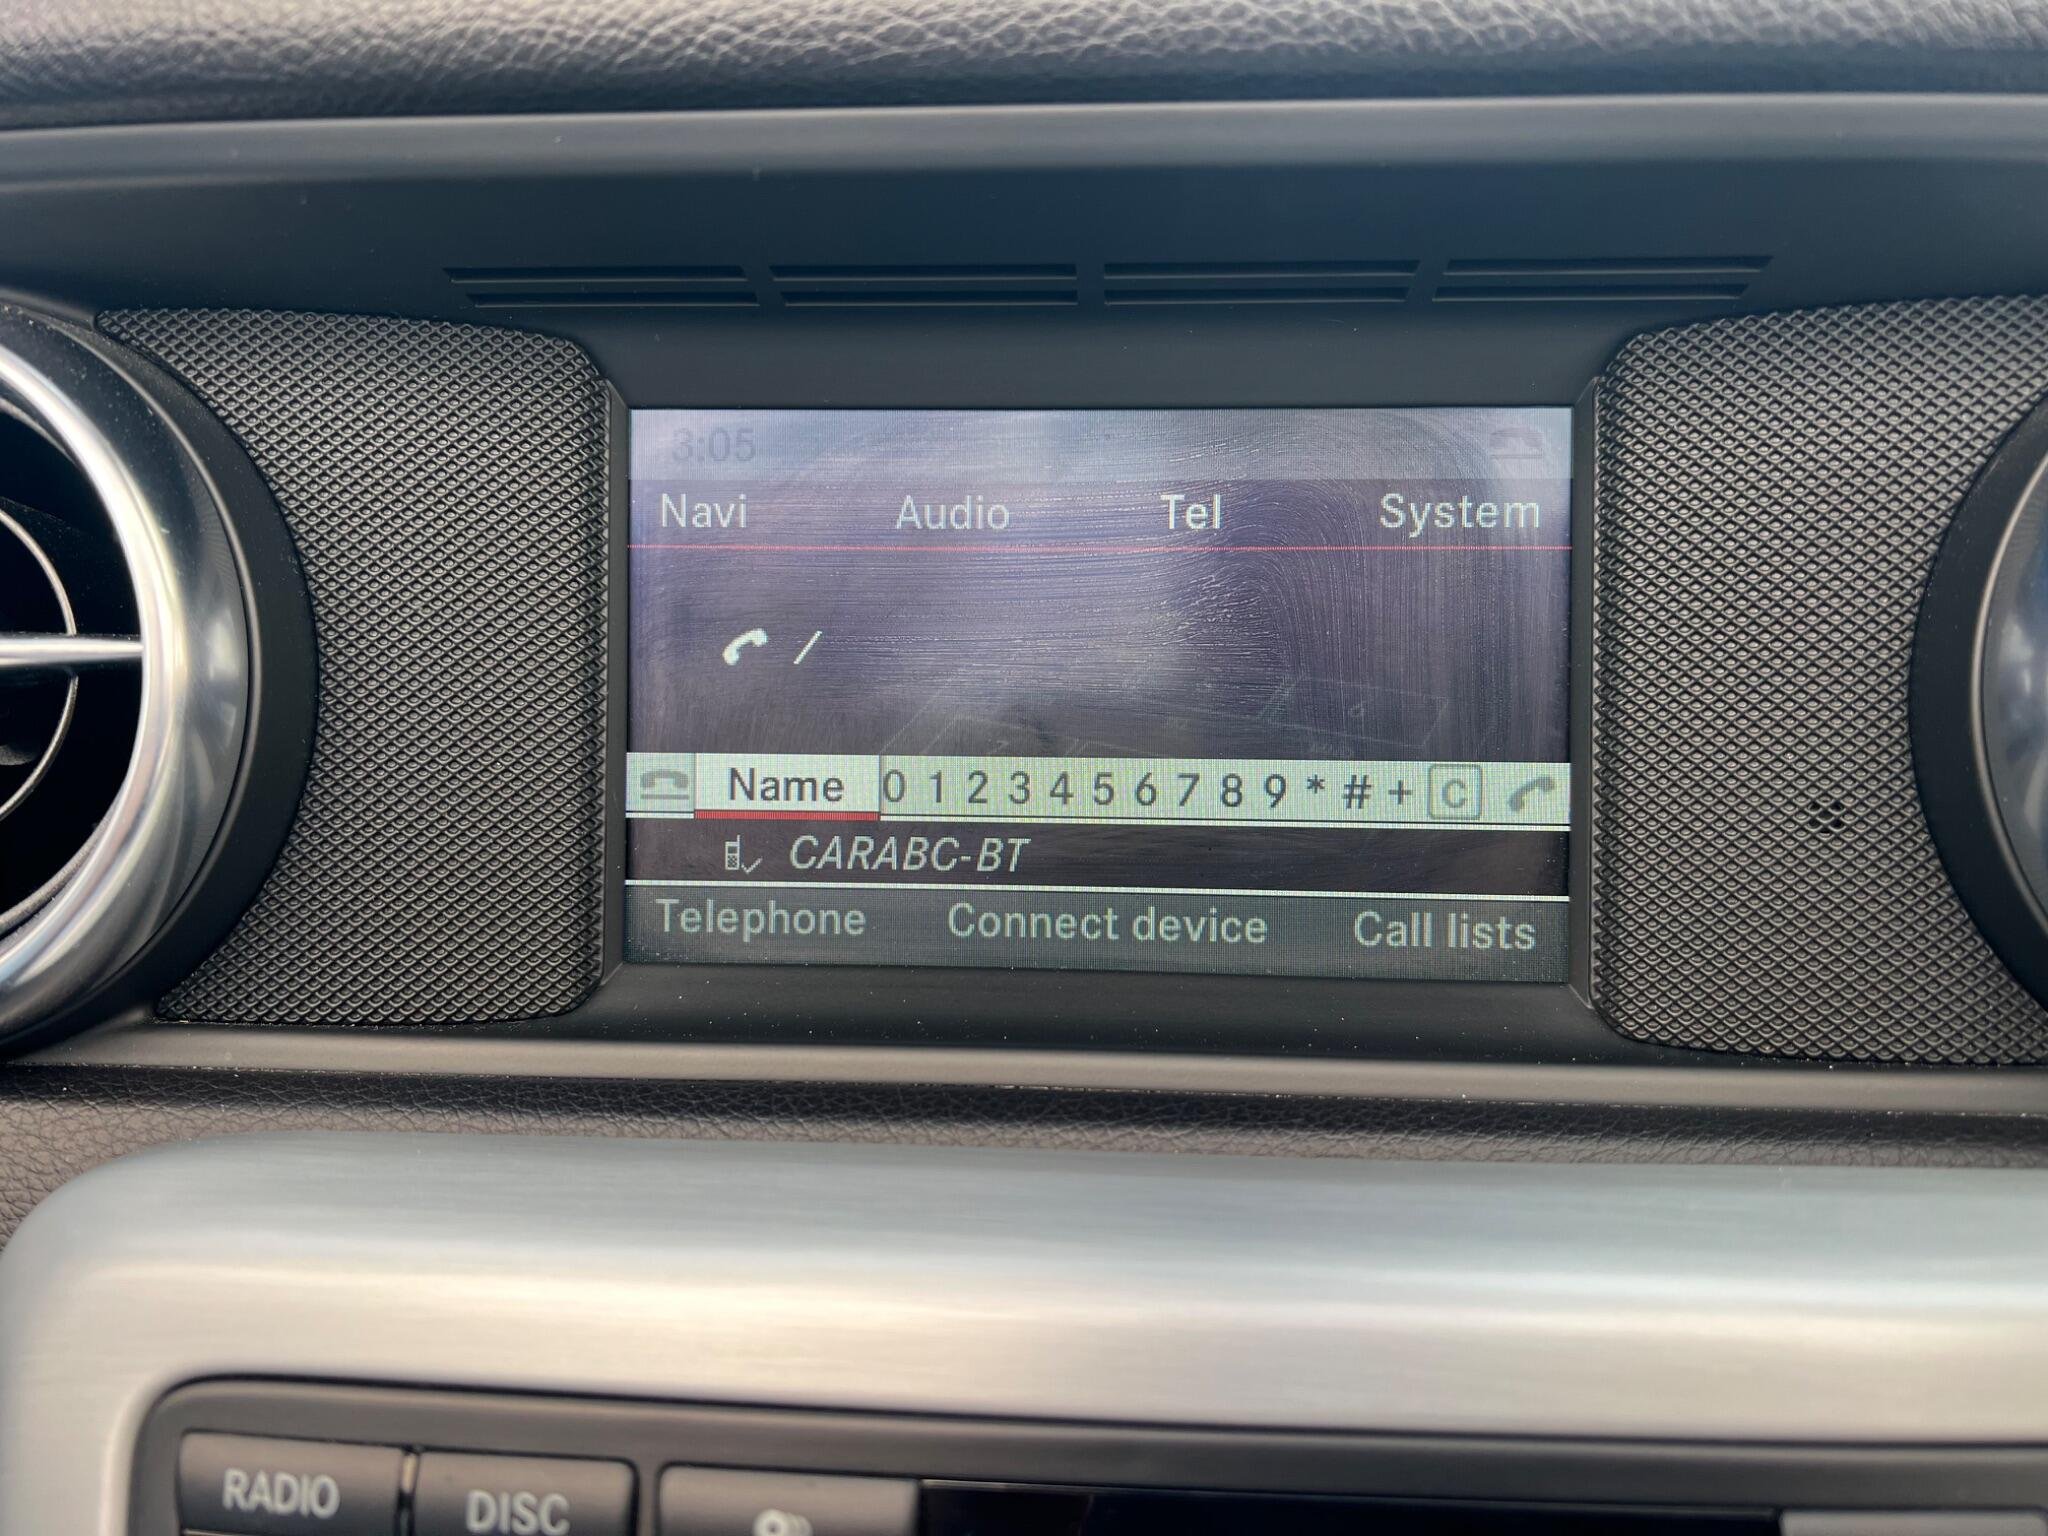 3:05
Navi Audio Tel System
/
Name 0 1 2 3 4 5 6 7 8 9 * # + C
CARABC-BT
Telephone Connect device Call lists
RADIO DISC